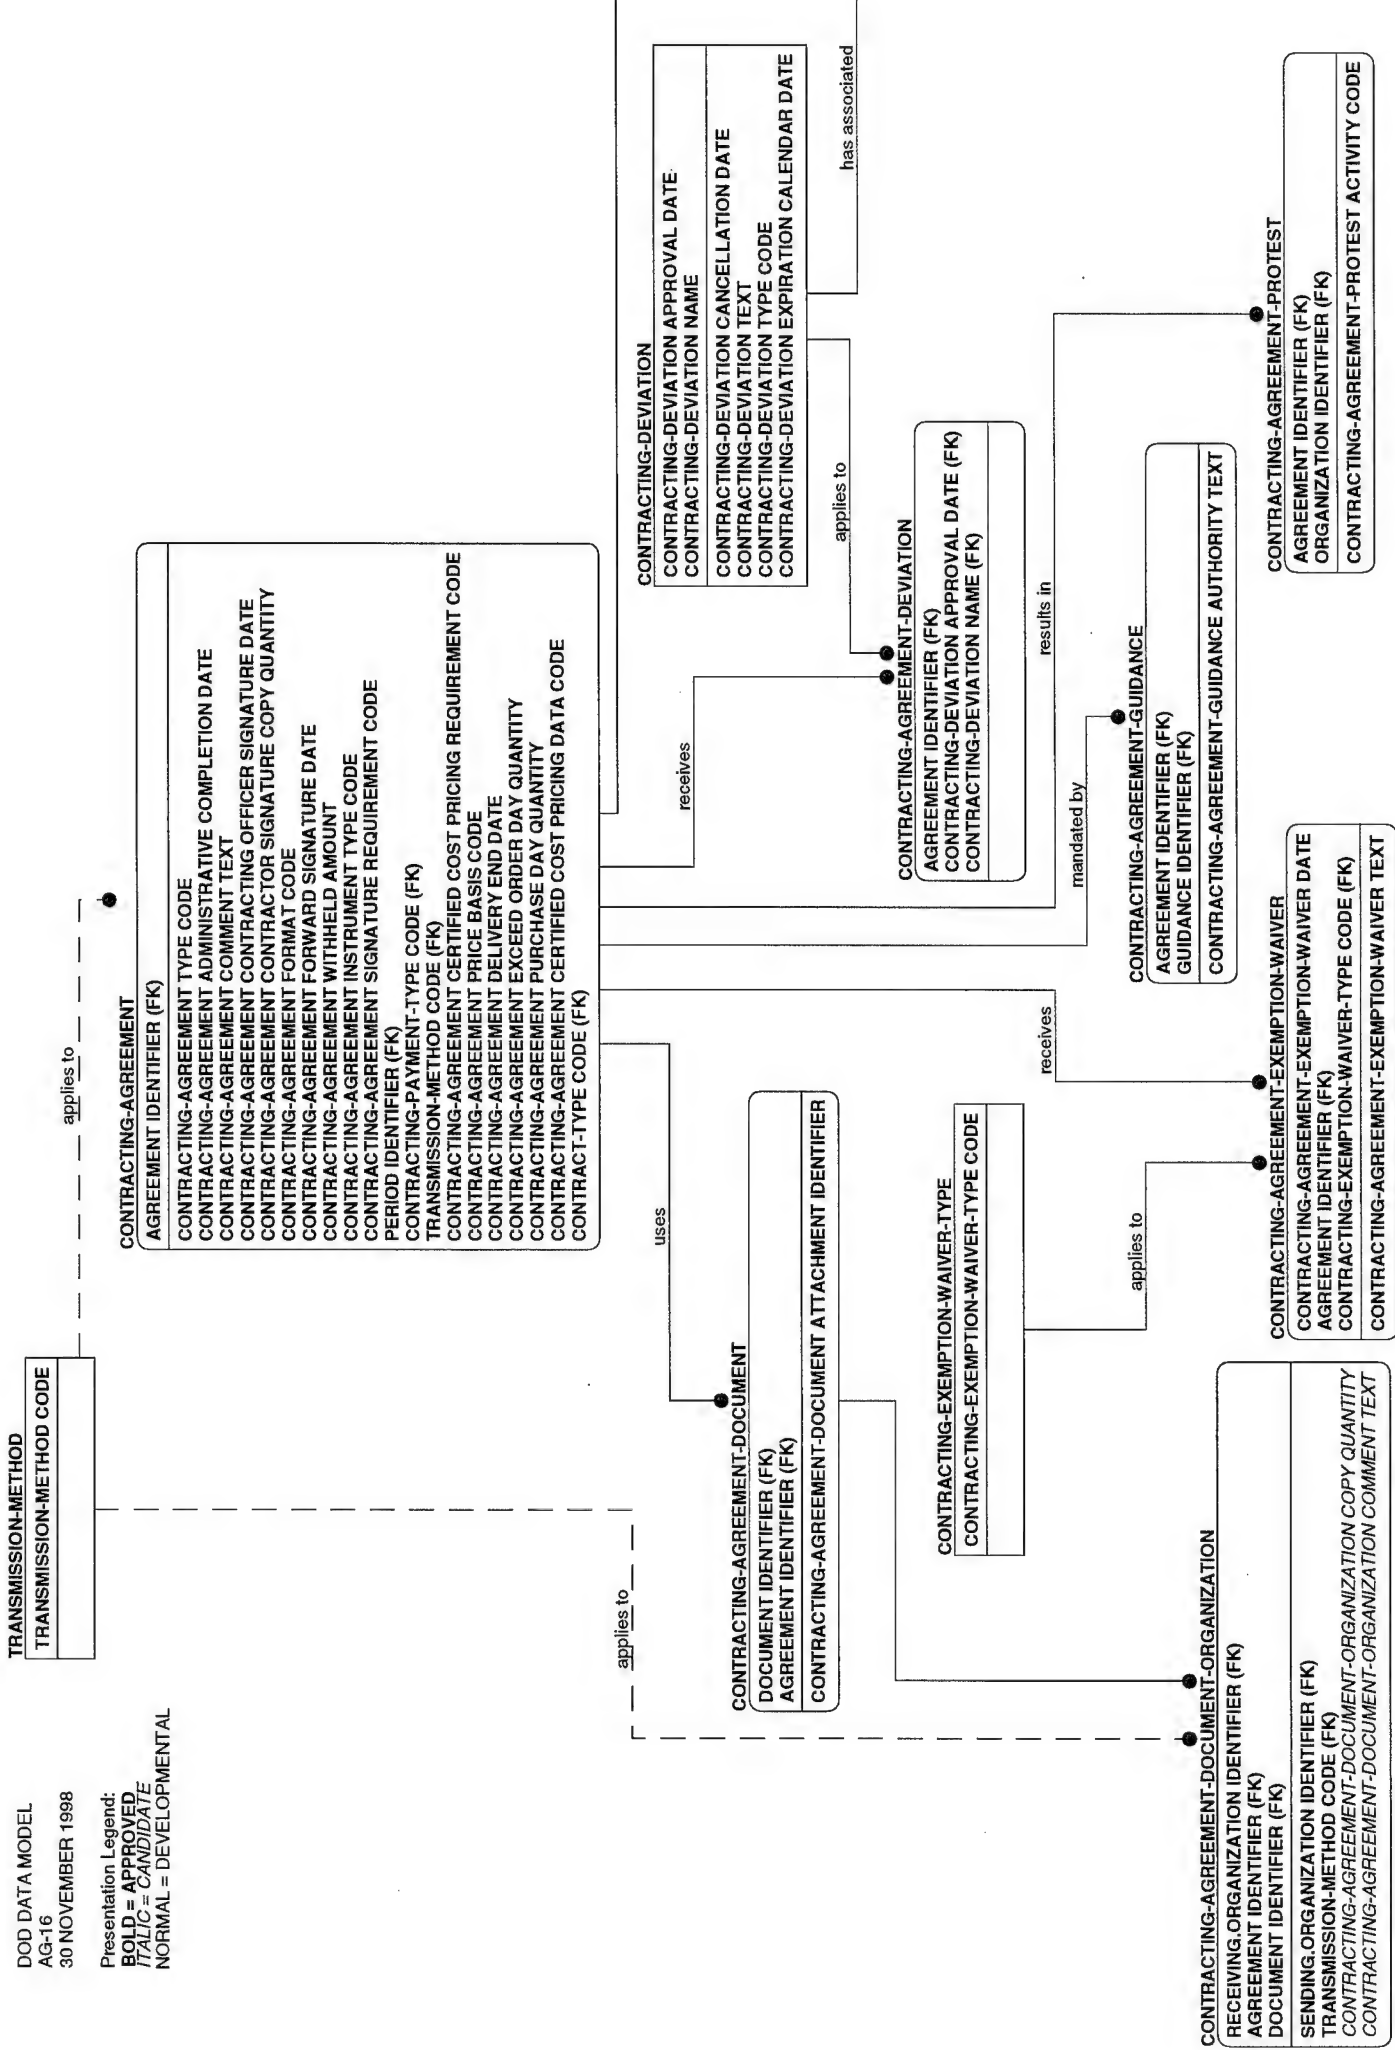 DOD DATA MODEL
AG-16
30 NOVEMBER 1998
Presentation Legend:
BOLD = APPROVED
ITALIC = CANDIDATE
NORMAL = DEVELOPMENTAL
TRANSMISSION-METHOD
TRANSMISSION-METHOD CODE
applies to
CONTRACTING-AGREEMENT
AGREEMENT IDENTIFIER (FK)
CONTRACTING-AGREEMENT TYPE CODE
CONTRACTING-AGREEMENT ADMINISTRATIVE COMPLETION DATE
CONTRACTING-AGREEMENT COMMENT TEXT
CONTRACTING-AGREEMENT CONTRACTING OFFICER SIGNATURE DATE
CONTRACTING-AGREEMENT CONTRACTOR SIGNATURE COPY QUANTITY
CONTRACTING-AGREEMENT FORMAT CODE
CONTRACTING-AGREEMENT FORWARD SIGNATURE DATE
CONTRACTING-AGREEMENT WITHHELD AMOUNT
CONTRACTING-AGREEMENT INSTRUMENT TYPE CODE
CONTRACTING-AGREEMENT SIGNATURE REQUIREMENT CODE
PERIOD IDENTIFIER (FK)
CONTRACTING-PAYMENT-TYPE CODE (FK)
TRANSMISSION-METHOD CODE (FK)
CONTRACTING-AGREEMENT CERTIFIED COST PRICING REQUIREMENT CODE
CONTRACTING-AGREEMENT PRICE BASIS CODE
CONTRACTING-AGREEMENT DELIVERY END DATE
CONTRACTING-AGREEMENT EXCEED ORDER DAY QUANTITY
CONTRACTING-AGREEMENT PURCHASE DAY QUANTITY
CONTRACTING-AGREEMENT CERTIFIED COST PRICING DATA CODE
CONTRACT-TYPE CODE (FK)
applies to
uses
receives
CONTRACTING-DEVIATION
CONTRACTING-DEVIATION APPROVAL DATE
CONTRACTING-DEVIATION NAME
CONTRACTING-DEVIATION CANCELLATION DATE
CONTRACTING-DEVIATION TEXT
CONTRACTING-DEVIATION TYPE CODE
CONTRACTING-DEVIATION EXPIRATION CALENDAR DATE
has associated
applies to
CONTRACTING-AGREEMENT-DOCUMENT
DOCUMENT IDENTIFIER (FK)
AGREEMENT IDENTIFIER (FK)
CONTRACTING-AGREEMENT-DOCUMENT ATTACHMENT IDENTIFIER
CONTRACTING-AGREEMENT-DEVIATION
AGREEMENT IDENTIFIER (FK)
CONTRACTING-DEVIATION APPROVAL DATE (FK)
CONTRACTING-DEVIATION NAME (FK)
CONTRACTING-EXEMPTION-WAIVER-TYPE
CONTRACTING-EXEMPTION-WAIVER-TYPE CODE
receives
mandated by
results in
applies to
CONTRACTING-AGREEMENT-GUIDANCE
AGREEMENT IDENTIFIER (FK)
GUIDANCE IDENTIFIER (FK)
CONTRACTING-AGREEMENT-GUIDANCE AUTHORITY TEXT
CONTRACTING-AGREEMENT-DOCUMENT-ORGANIZATION
RECEIVING.ORGANIZATION IDENTIFIER (FK)
AGREEMENT IDENTIFIER (FK)
DOCUMENT IDENTIFIER (FK)
SENDING.ORGANIZATION IDENTIFIER (FK)
TRANSMISSION-METHOD CODE (FK)
CONTRACTING-AGREEMENT-DOCUMENT-ORGANIZATION COPY QUANTITY
CONTRACTING-AGREEMENT-DOCUMENT-ORGANIZATION COMMENT TEXT
CONTRACTING-AGREEMENT-EXEMPTION-WAIVER
CONTRACTING-AGREEMENT-EXEMPTION-WAIVER DATE
AGREEMENT IDENTIFIER (FK)
CONTRACTING-EXEMPTION-WAIVER-TYPE CODE (FK)
CONTRACTING-AGREEMENT-EXEMPTION-WAIVER TEXT
CONTRACTING-AGREEMENT-PROTEST
AGREEMENT IDENTIFIER (FK)
ORGANIZATION IDENTIFIER (FK)
CONTRACTING-AGREEMENT-PROTEST ACTIVITY CODE